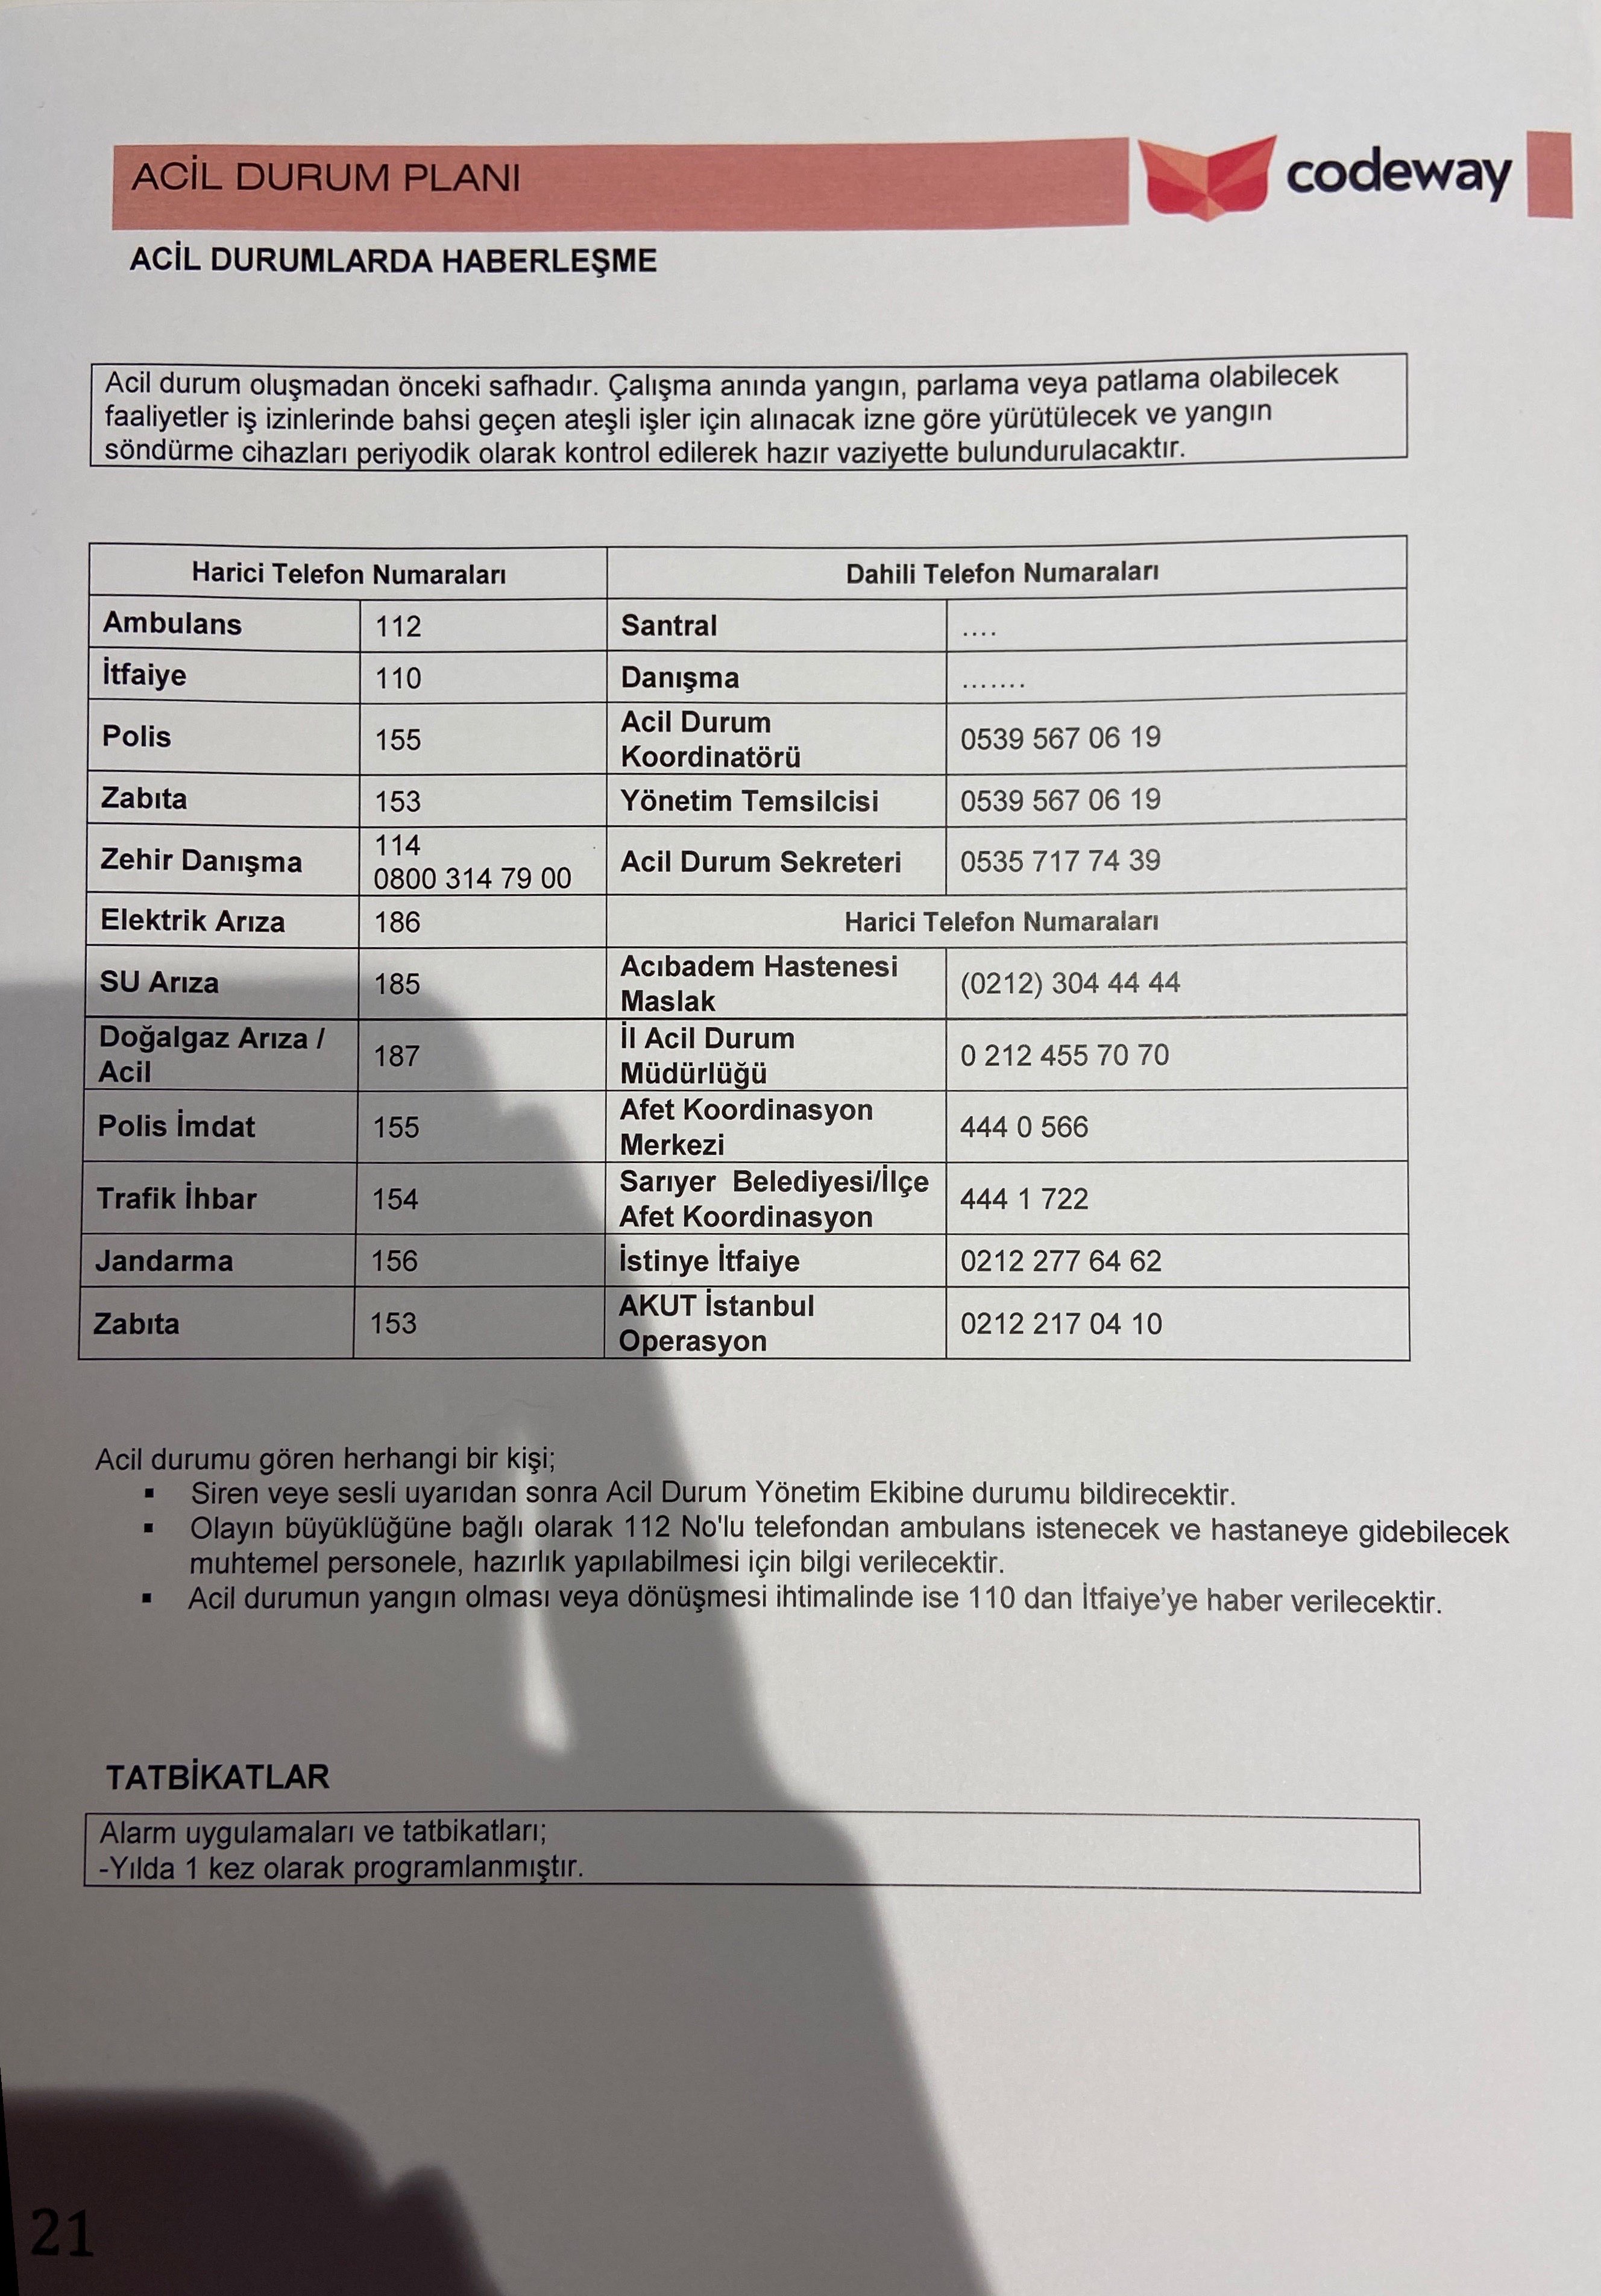 ACİL DURUM PLANI
codeway
ACİL DURUMLARDA HABERLEŞME
Acil durum oluşmadan önceki safhadır. Çalışma anında yangın, parlama veya patlama olabilecek
faaliyetler iş izinlerinde bahsi geçen ateşli işler için alınacak izne göre yürütülecek ve yangın
söndürme cihazları periyodik olarak kontrol edilerek hazır vaziyette bulundurulacaktır.
Harici Telefon Numaraları Dahili Telefon Numaraları
Ambulans 112 Santral ....
İtfaiye 110 Danışma .......
Polis 155 Acil Durum
Koordinatörü 0539 567 06 19
Zabıta 153 Yönetim Temsilcisi 0539 567 06 19
Zehir Danışma 114
0800 314 79 00 Acil Durum Sekreteri 0535 717 74 39
Elektrik Arıza 186 Harici Telefon Numaraları
SU Arıza 185 Acıbadem Hastenesi
Maslak (0212) 304 44 44
Doğalgaz Arıza /
Acil 187 İl Acil Durum
Müdürlüğü 0 212 455 70 70
Polis İmdat 155 Afet Koordinasyon
Merkezi 444 0 566
Trafik İhbar 154 Sarıyer Belediyesi/İlçe
Afet Koordinasyon 444 1 722
Jandarma 156 İstinye İtfaiye 0212 277 64 62
Zabıta 153 AKUT İstanbul
Operasyon 0212 217 04 10
Acil durumu gören herhangi bir kişi;
▪ Siren veye sesli uyarıdan sonra Acil Durum Yönetim Ekibine durumu bildirecektir.
▪ Olayın büyüklüğüne bağlı olarak 112 No'lu telefondan ambulans istenecek ve hastaneye gidebilecek
muhtemel personele, hazırlık yapılabilmesi için bilgi verilecektir.
▪ Acil durumun yangın olması veya dönüşmesi ihtimalinde ise 110 dan İtfaiye'ye haber verilecektir.
TATBİKATLAR
Alarm uygulamaları ve tatbikatları;
-Yılda 1 kez olarak programlanmıştır.
21